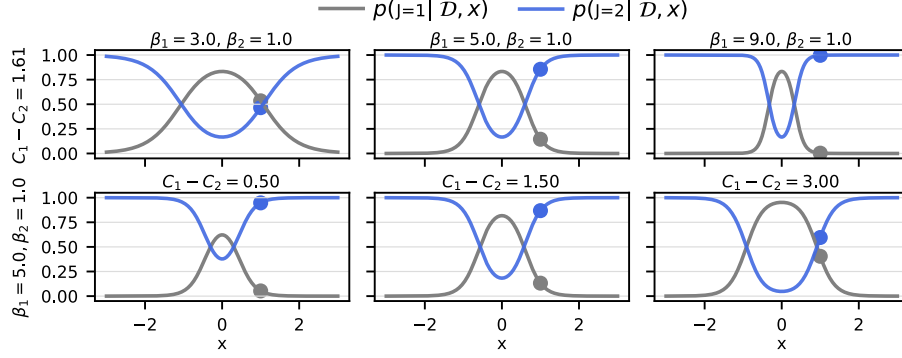 p(J=1| 𝒟, x) p(J=2| 𝒟, x)
β₁ = 3.0, β₂ = 1.0 β₁ = 5.0, β₂ = 1.0 β₁ = 9.0, β₂ = 1.0
C₁ − C₂ = 1.61
1.00
0.75
0.50
0.25
0.00
C₁ − C₂ = 0.50 C₁ − C₂ = 1.50 C₁ − C₂ = 3.00
β₁ = 5.0, β₂ = 1.0
1.00
0.75
0.50
0.25
0.00
−2 0 2 −2 0 2 −2 0 2
x x x